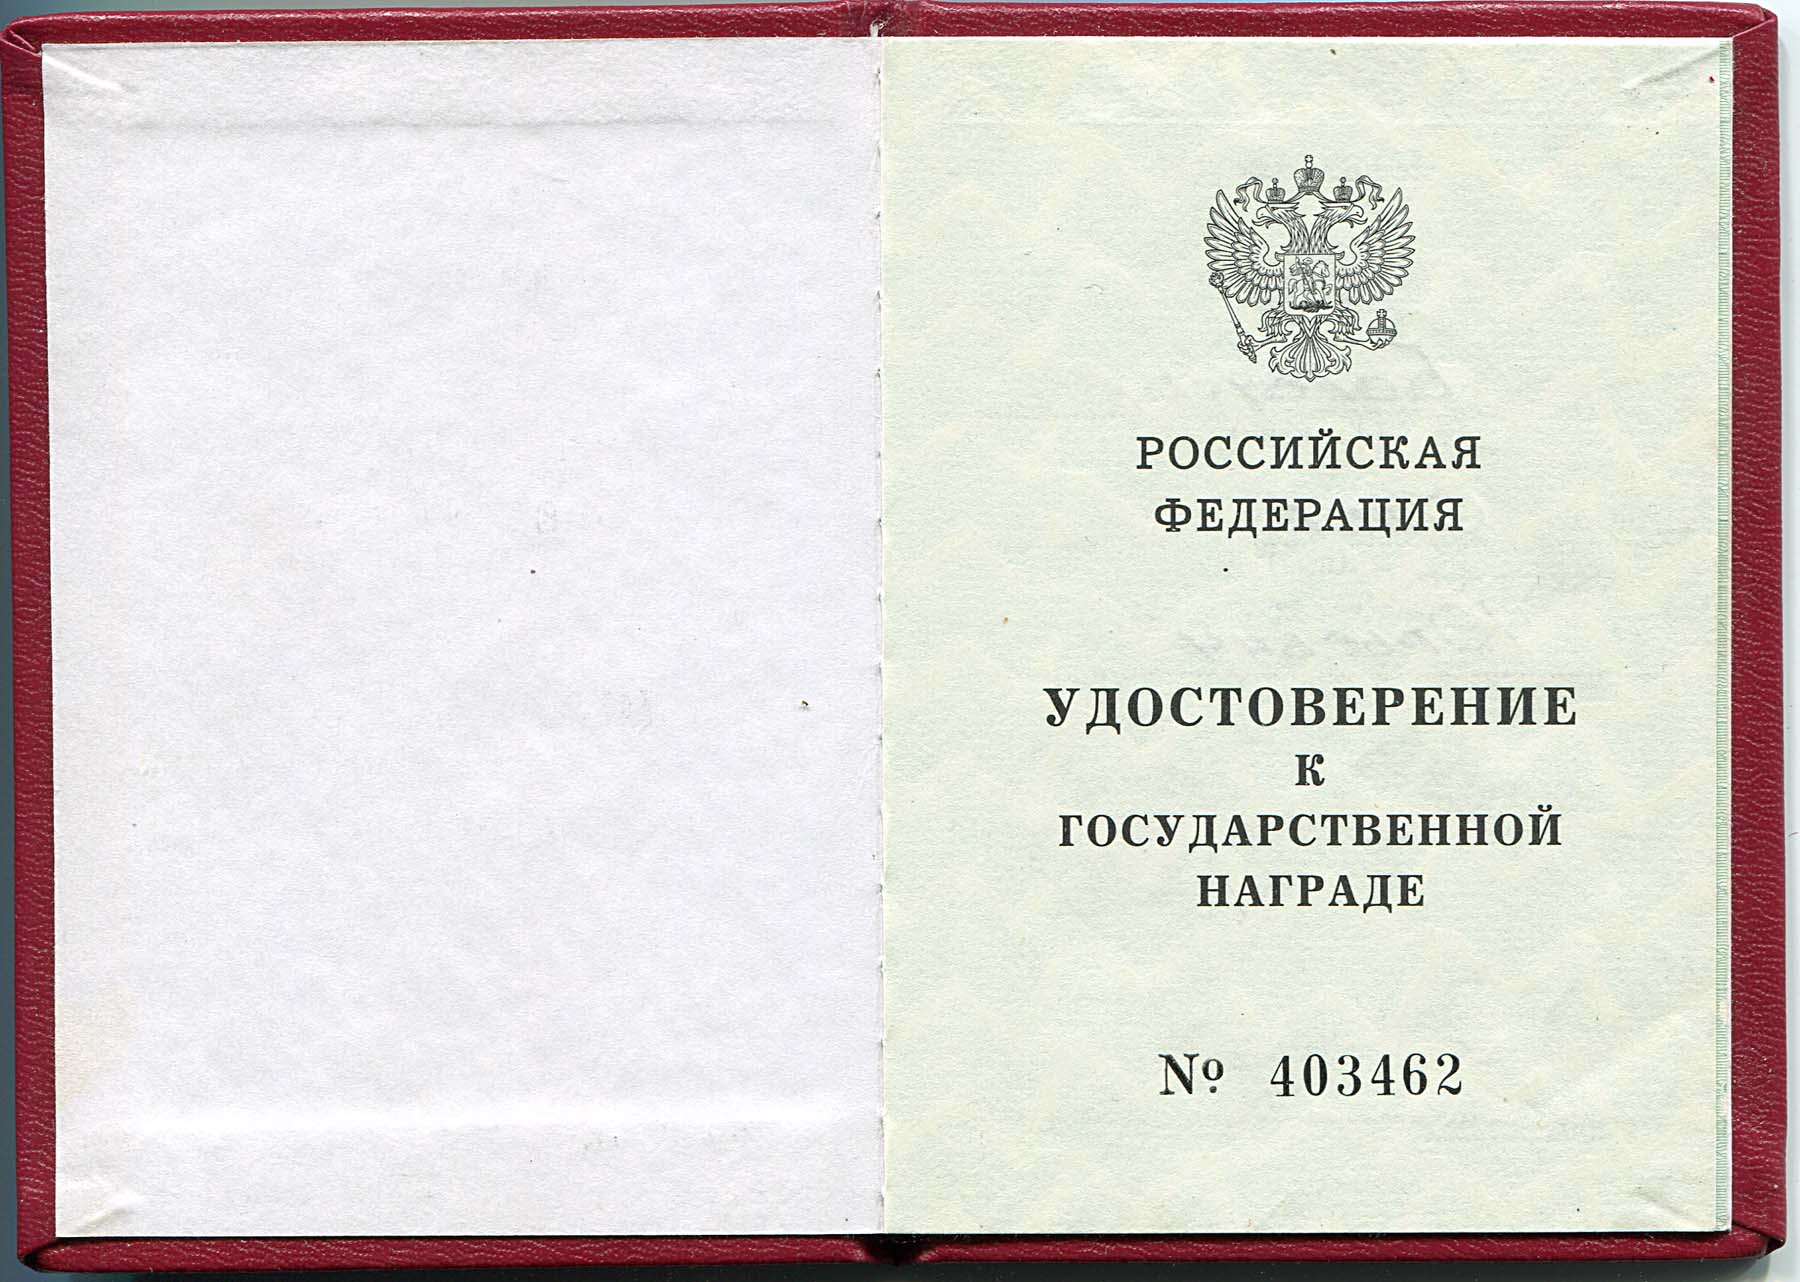 РОССИЙСКАЯ
ФЕДЕРАЦИЯ
УДОСТОВЕРЕНИЕ
К
ГОСУДАРСТВЕННОЙ
НАГРАДЕ
№ 403462